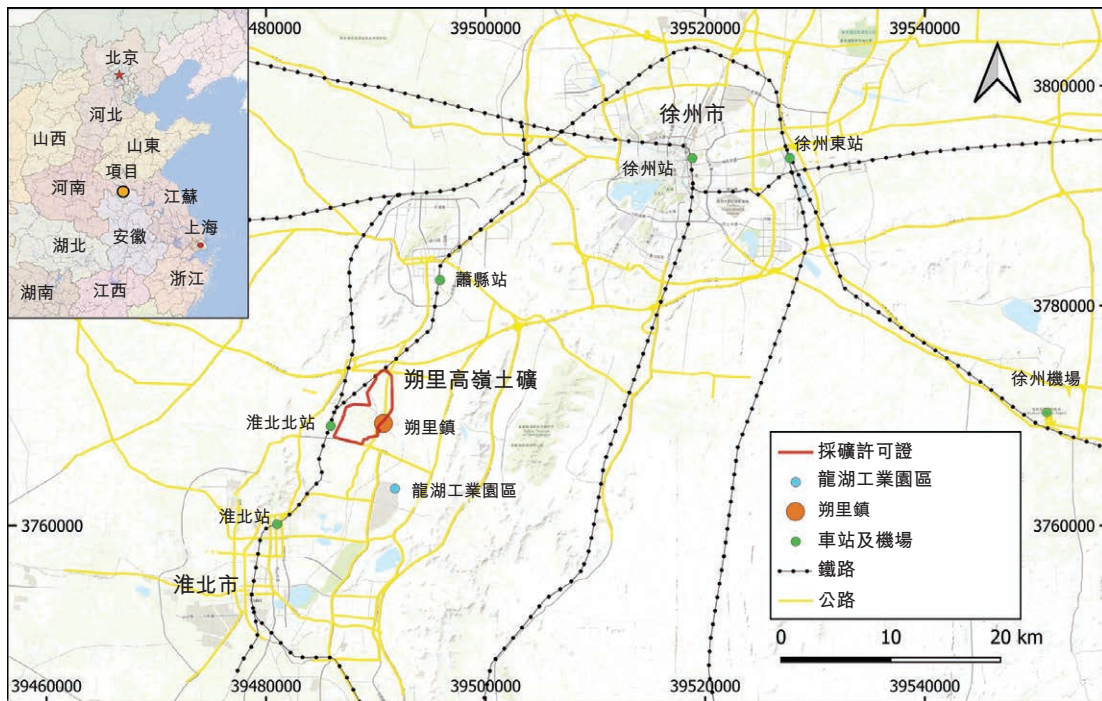 480000
39500000
39520000
39540000
北京
河北
山西
山東
項目
河南
江蘇
上海
安徽
湖北
浙江
江西
湖南
3800000
徐州市
徐州站
徐州東站
蕭縣站
3780000
朔里高嶺土礦
徐州機場
淮北北站
朔里鎮
龍湖工業園區
淮北站
淮北市
3760000
採礦許可證
龍湖工業園區
朔里鎮
車站及機場
鐵路
公路
0 10 20 km
3760000
39460000
39480000
39500000
39520000
39540000